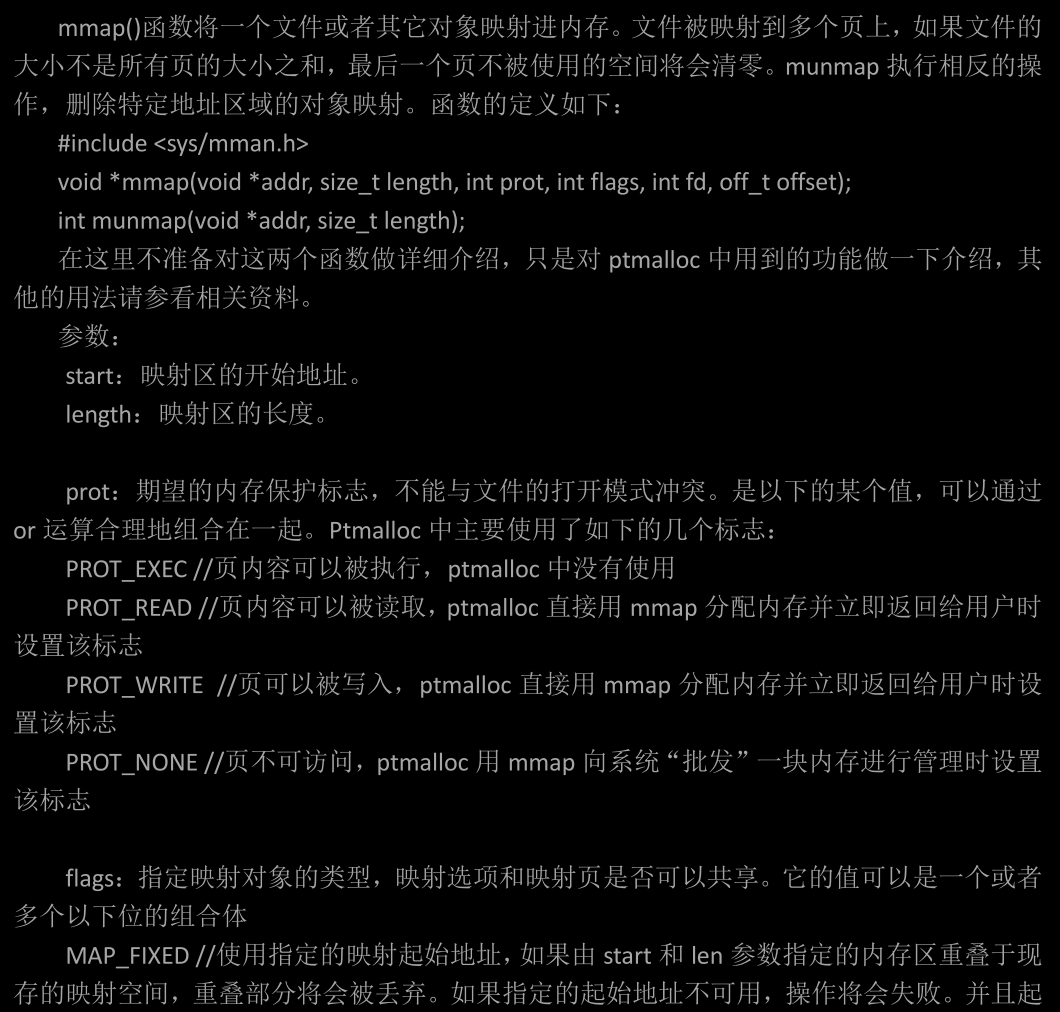 mmap()函数将一个文件或者其它对象映射进内存。文件被映射到多个页上，如果文件的
大小不是所有页的大小之和，最后一个页不被使用的空间将会清零。munmap 执行相反的操
作，删除特定地址区域的对象映射。函数的定义如下：
#include <sys/mman.h>
void *mmap(void *addr, size_t length, int prot, int flags, int fd, off_t offset);
int munmap(void *addr, size_t length);
在这里不准备对这两个函数做详细介绍，只是对 ptmalloc 中用到的功能做一下介绍，其
他的用法请参看相关资料。
参数：
start：映射区的开始地址。
length：映射区的长度。
prot：期望的内存保护标志，不能与文件的打开模式冲突。是以下的某个值，可以通过
or 运算合理地组合在一起。Ptmalloc 中主要使用了如下的几个标志：
PROT_EXEC //页内容可以被执行，ptmalloc 中没有使用
PROT_READ //页内容可以被读取，ptmalloc 直接用 mmap 分配内存并立即返回给用户时
设置该标志
PROT_WRITE //页可以被写入，ptmalloc 直接用 mmap 分配内存并立即返回给用户时设
置该标志
PROT_NONE //页不可访问，ptmalloc 用 mmap 向系统“批发”一块内存进行管理时设置
该标志
flags：指定映射对象的类型，映射选项和映射页是否可以共享。它的值可以是一个或者
多个以下位的组合体
MAP_FIXED //使用指定的映射起始地址，如果由 start 和 len 参数指定的内存区重叠于现
存的映射空间，重叠部分将会被丢弃。如果指定的起始地址不可用，操作将会失败。并且起